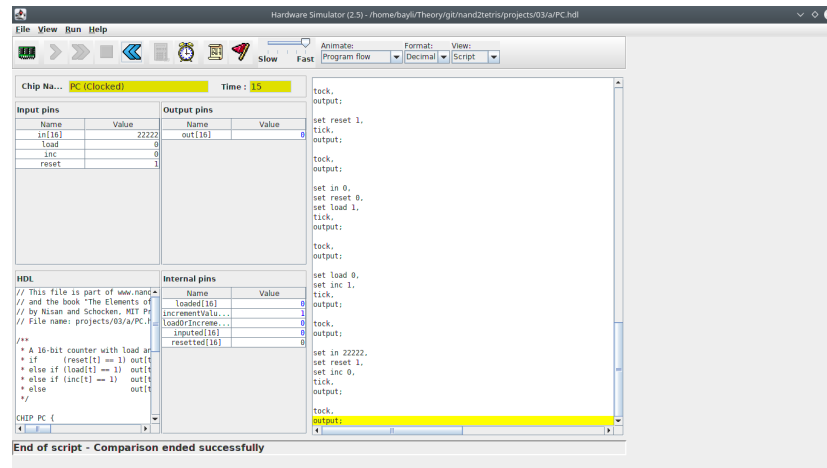 Hardware Simulator (2.5) - /home/bayli/Theory/git/nand2tetris/projects/03/a/PC.hdl
File View Run Help
Slow Fast
Animate: Format: View:
Program flow Decimal Script
Chip Na... PC (Clocked) Time : 15
Input pins
Name Value
in[16] 22222
load 0
inc 0
reset 1
Output pins
Name Value
out[16] 0
HDL
// This file is part of www.nand
// and the book "The Elements of
// by Nisan and Schocken, MIT Pr
// File name: projects/03/a/PC.h
/**
* A 16-bit counter with load an
* if (reset[t] == 1) out[t
* else if (load[t] == 1) out[t
* else if (inc[t] == 1) out[t
* else out[t
*/
CHIP PC {
Internal pins
Name Value
loaded[16] 0
incrementValu... 1
loadOrIncreme... 0
inputed[16] 0
resetted[16] 0
tock,
output;
set reset 1,
tick,
output;
tock,
output;
set in 0,
set reset 0,
set load 1,
tick,
output;
tock,
output;
set load 0,
set inc 1,
tick,
output;
tock,
output;
set in 22222,
set reset 1,
set inc 0,
tick,
output;
tock,
output;
End of script - Comparison ended successfully